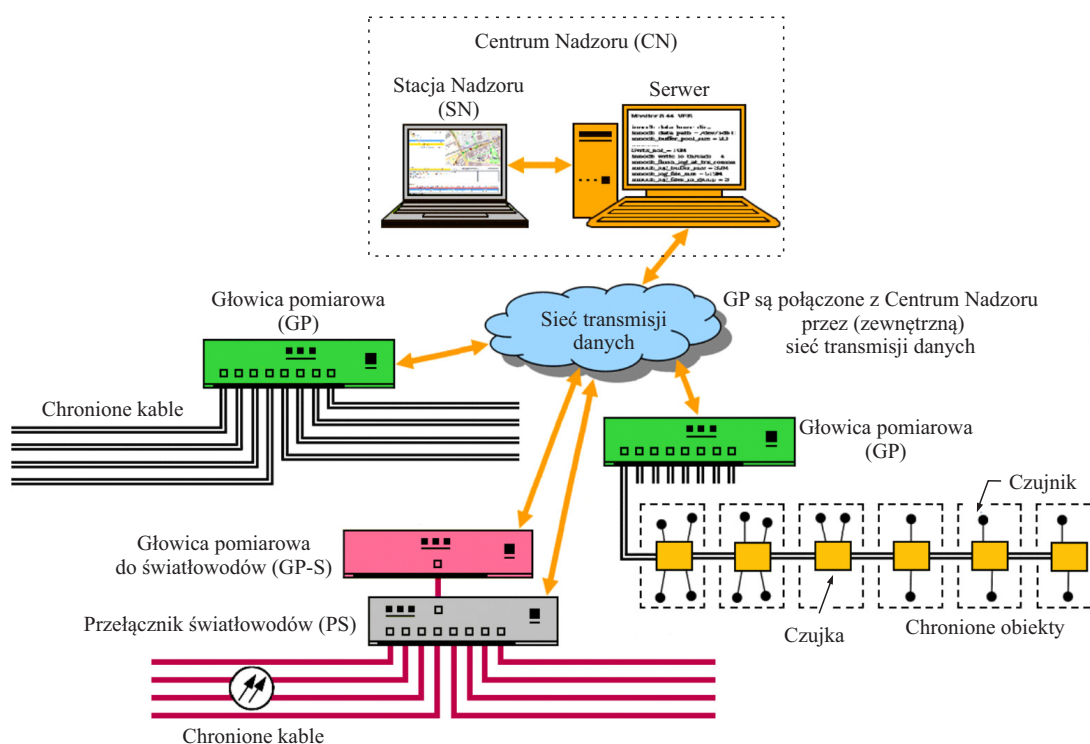 Centrum Nadzoru (CN)
Stacja Nadzoru
(SN)
Serwer
Głowica pomiarowa
(GP)
Sieć transmisji
danych
GP są połączone z Centrum Nadzoru
przez (zewnętrzną)
sieć transmisji danych
Chronione kable
Głowica pomiarowa
(GP)
Czujnik
Głowica pomiarowa
do światłowodów (GP-S)
Przełącznik światłowodów (PS)
Czujka
Chronione obiekty
Chronione kable